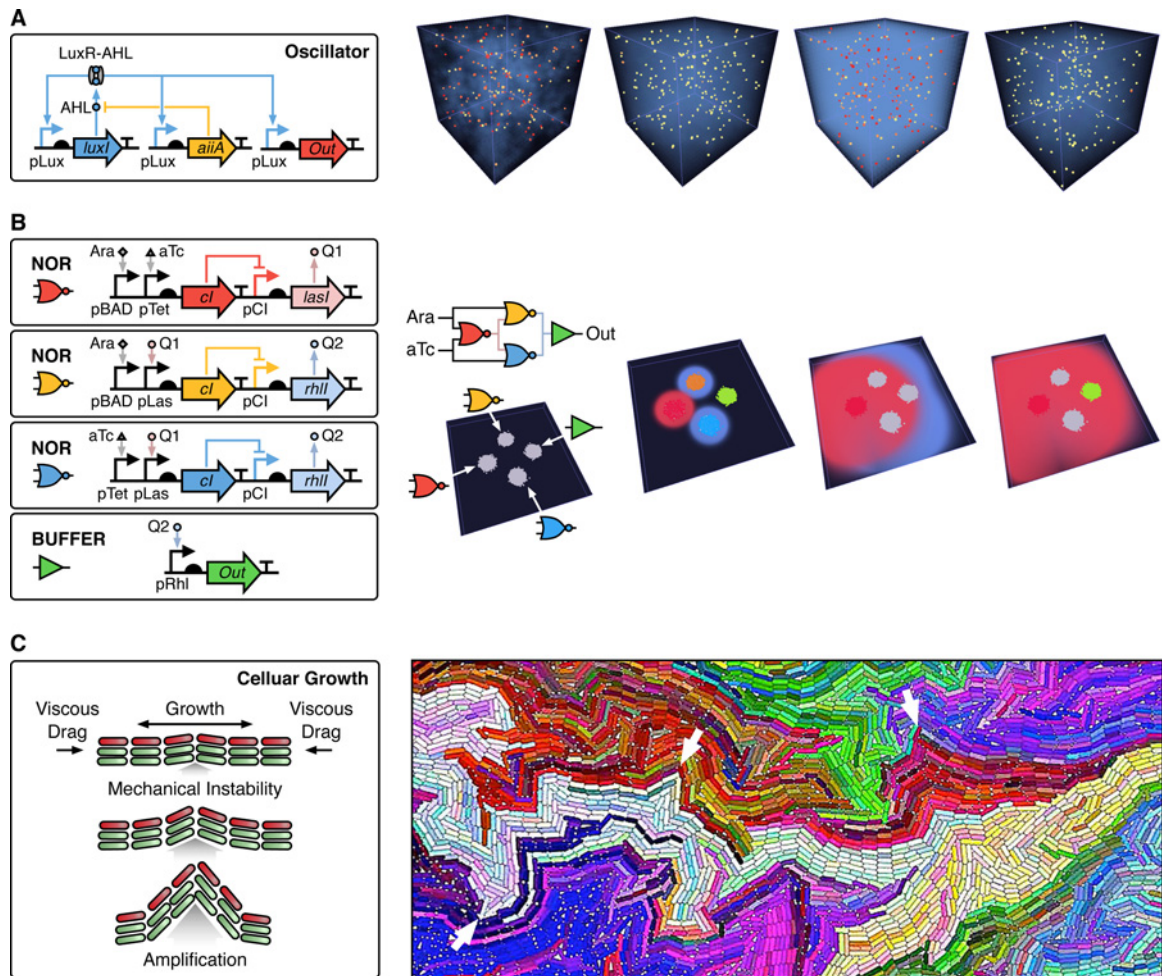 A
Oscillator
LuxR-AHL
AHL
luxI
aiiA
Out
pLux
pLux
pLux
B
NOR
Ara
aTc
Q1
cI
lasI
pBAD
pTet
pCI
NOR
Ara
Q1
Q2
cI
rhlI
pBAD
pLas
pCI
NOR
aTc
Q1
Q2
cI
rhlI
pTet
pLas
pCI
BUFFER
Q2
Out
pRhl
Ara
aTc
Out
C
Celluar Growth
Viscous
Drag
Growth
Viscous
Drag
Mechanical Instability
Amplification